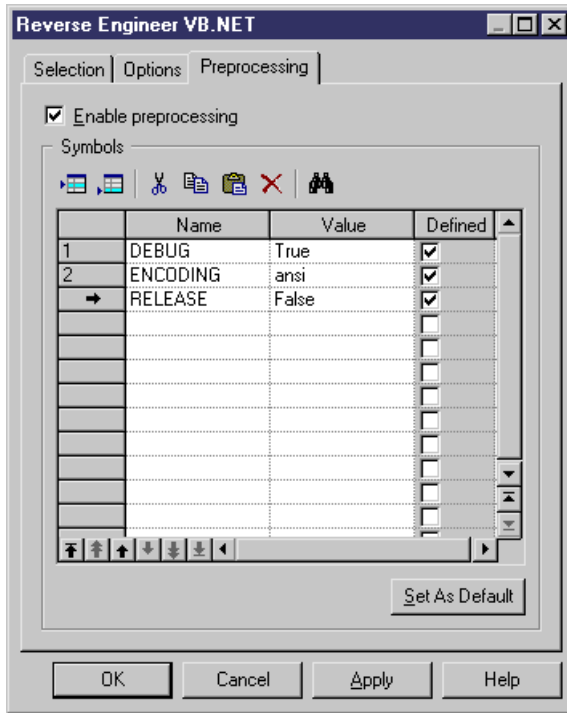 Reverse Engineer VB.NET
Selection Options Preprocessing
Enable preprocessing
Symbols
Name Value Defined
1 DEBUG True
2 ENCODING ansi
RELEASE False
Set As Default
OK Cancel Apply Help